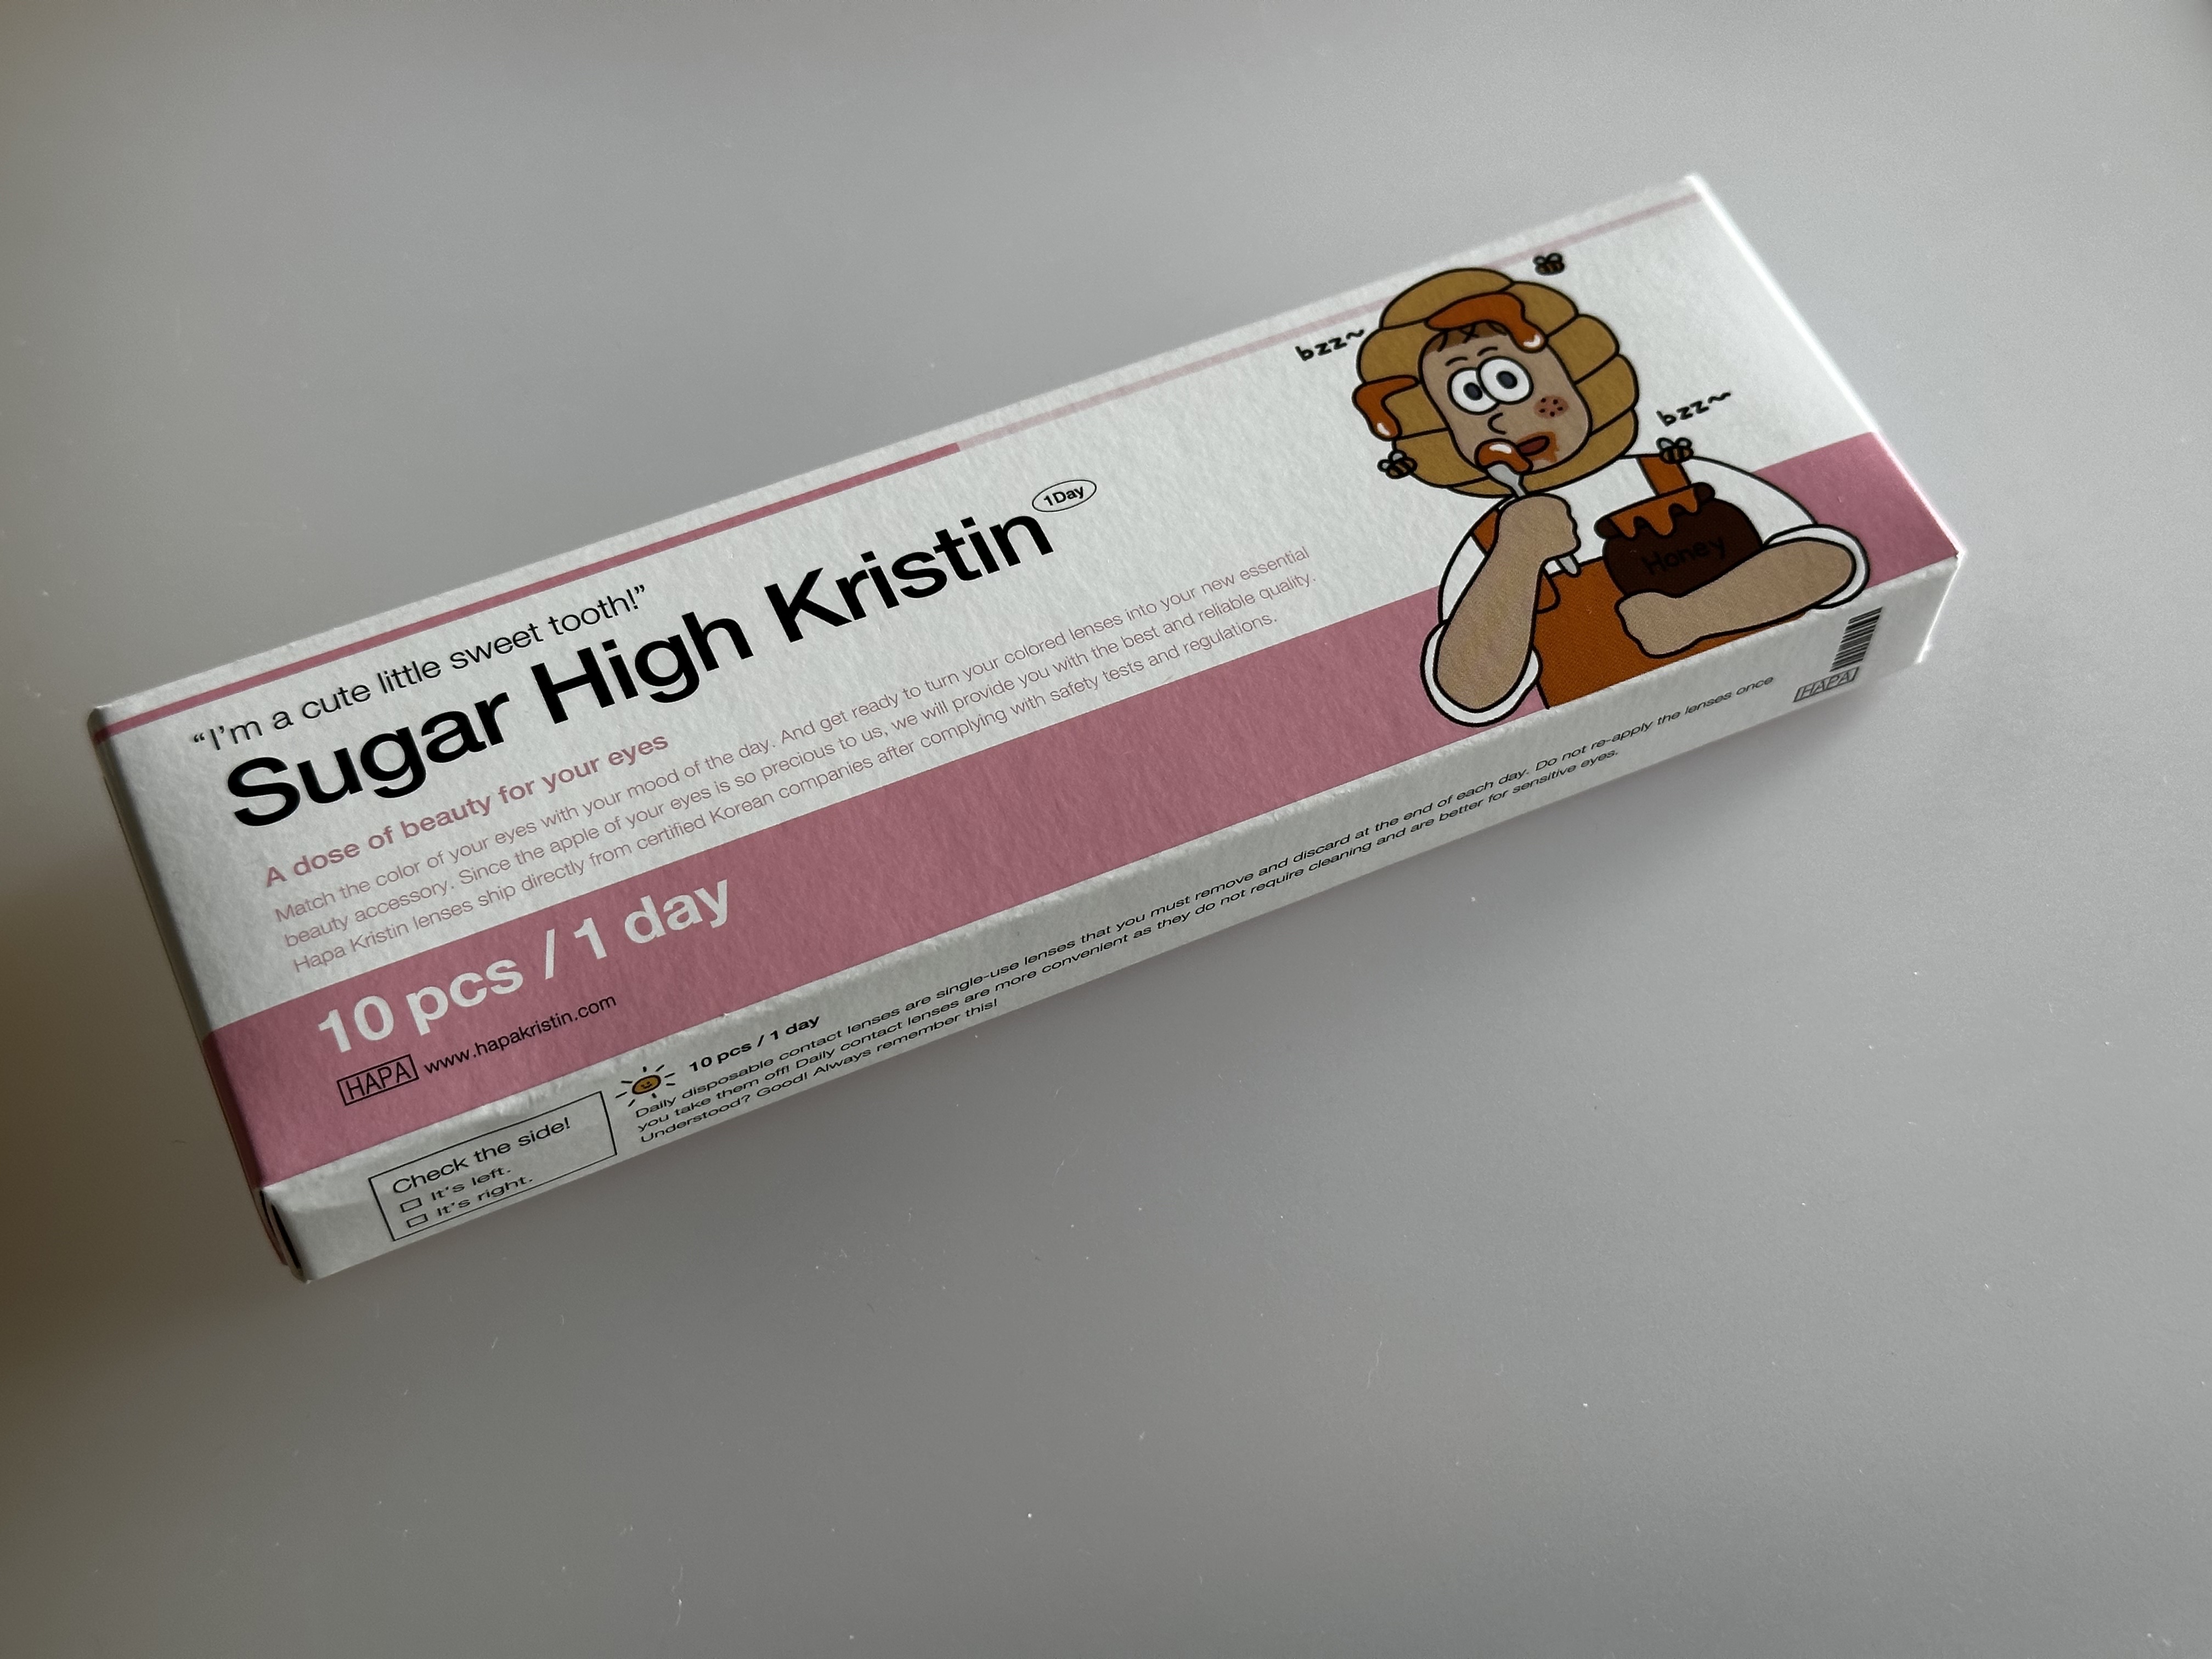 "I'm a cute little sweet tooth!"
Sugar High Kristin 1Day
A dose of beauty for your eyes
Match the color of your eyes with your mood of the day. And get ready to turn your colored lenses into your new essential
beauty accessory. Since the apple of your eyes is so precious to us, we will provide you with the best and reliable quality.
Hapa Kristin lenses ship directly from certified Korean companies after complying with safety tests and regulations.
10 pcs / 1 day
HAPA www.hapakristin.com
bzz~
bzz~
Honey
Check the side!
It's left.
It's right.
10 pcs / 1 day
Daily disposable contact lenses are single-use lenses that you must remove and discard at the end of each day. Do not re-apply the lenses once
you take them off! Daily contact lenses are more convenient as they do not require cleaning and are better for sensitive eyes.
Understood? Good! Always remember this!
HAPA